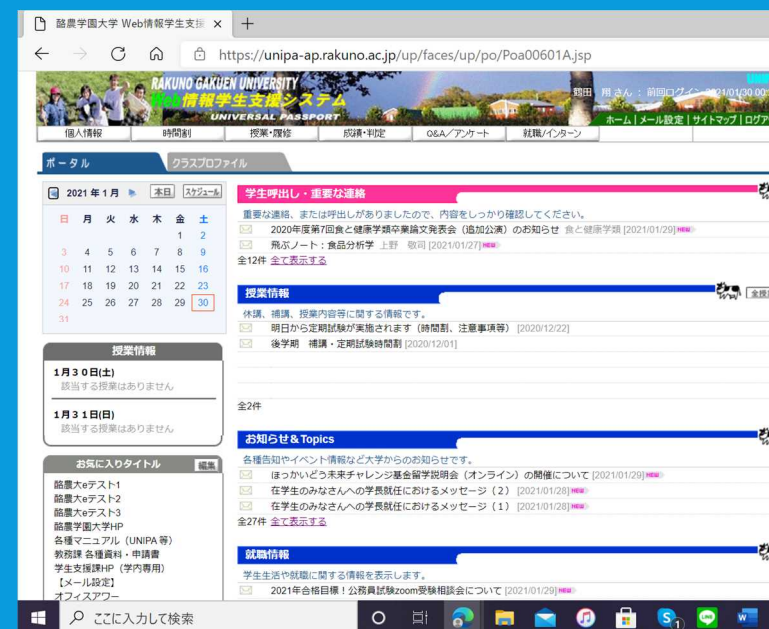 酪農学園大学 Web情報学生支援
https://unipa-ap.rakuno.ac.jp/up/faces/up/po/Poa00601A.jsp
RAKUNO GAKUEN UNIVERSITY
Web情報学生支援システム
UNIVERSAL PASSPORT
翔さん : 前回ログイン 2021/01/30 00:
ホーム | メール設定 | サイトマップ | ログア
個人情報 時間割 授業・履修 成績・判定 Q&A/アンケート 就職/インターン
ポータル クラスプロファイル
2021年1月 本日 スケジュール
日 月 火 水 木 金 土
1 2
3 4 5 6 7 8 9
10 11 12 13 14 15 16
17 18 19 20 21 22 23
24 25 26 27 28 29 30
31
授業情報
1月30日(土)
該当する授業はありません
1月31日(日)
該当する授業はありません
お気に入りタイトル 編集
酪農大eテスト1
酪農大eテスト2
酪農大eテスト3
酪農学園大学HP
各種マニュアル(UNIPA等)
教務課 各種資料・申請書
学生支援課HP(学内専用)
【メール設定】
オフィスアワー
学生呼出し・重要な連絡
重要な連絡、または呼出しがありましたので、内容をしっかり確認してください。
2020年度第7回食と健康学類卒業論文発表会(追加公演)のお知らせ 食と健康学類 [2021/01/29] NEW
飛ぶノート:食品分析学 上野 敬司 [2021/01/27] NEW
全12件 全て表示する
授業情報
全授
休講、補講、授業内容等に関する情報です。
明日から定期試験が実施されます(時間割、注意事項等) [2020/12/22]
後学期 補講・定期試験時間割 [2020/12/01]
全2件
お知らせ&Topics
各種告知やイベント情報など大学からのお知らせです。
ほっかいどう未来チャレンジ基金留学説明会(オンライン)の開催について [2021/01/29] NEW
在学生のみなさんへの学長就任におけるメッセージ(2) [2021/01/28] NEW
在学生のみなさんへの学長就任におけるメッセージ(1) [2021/01/28] NEW
全27件 全て表示する
就職情報
学生生活や就職に関する情報を表示します。
2021年合格目標!公務員試験zoom受験相談会について [2021/01/29] NEW
ここに入力して検索